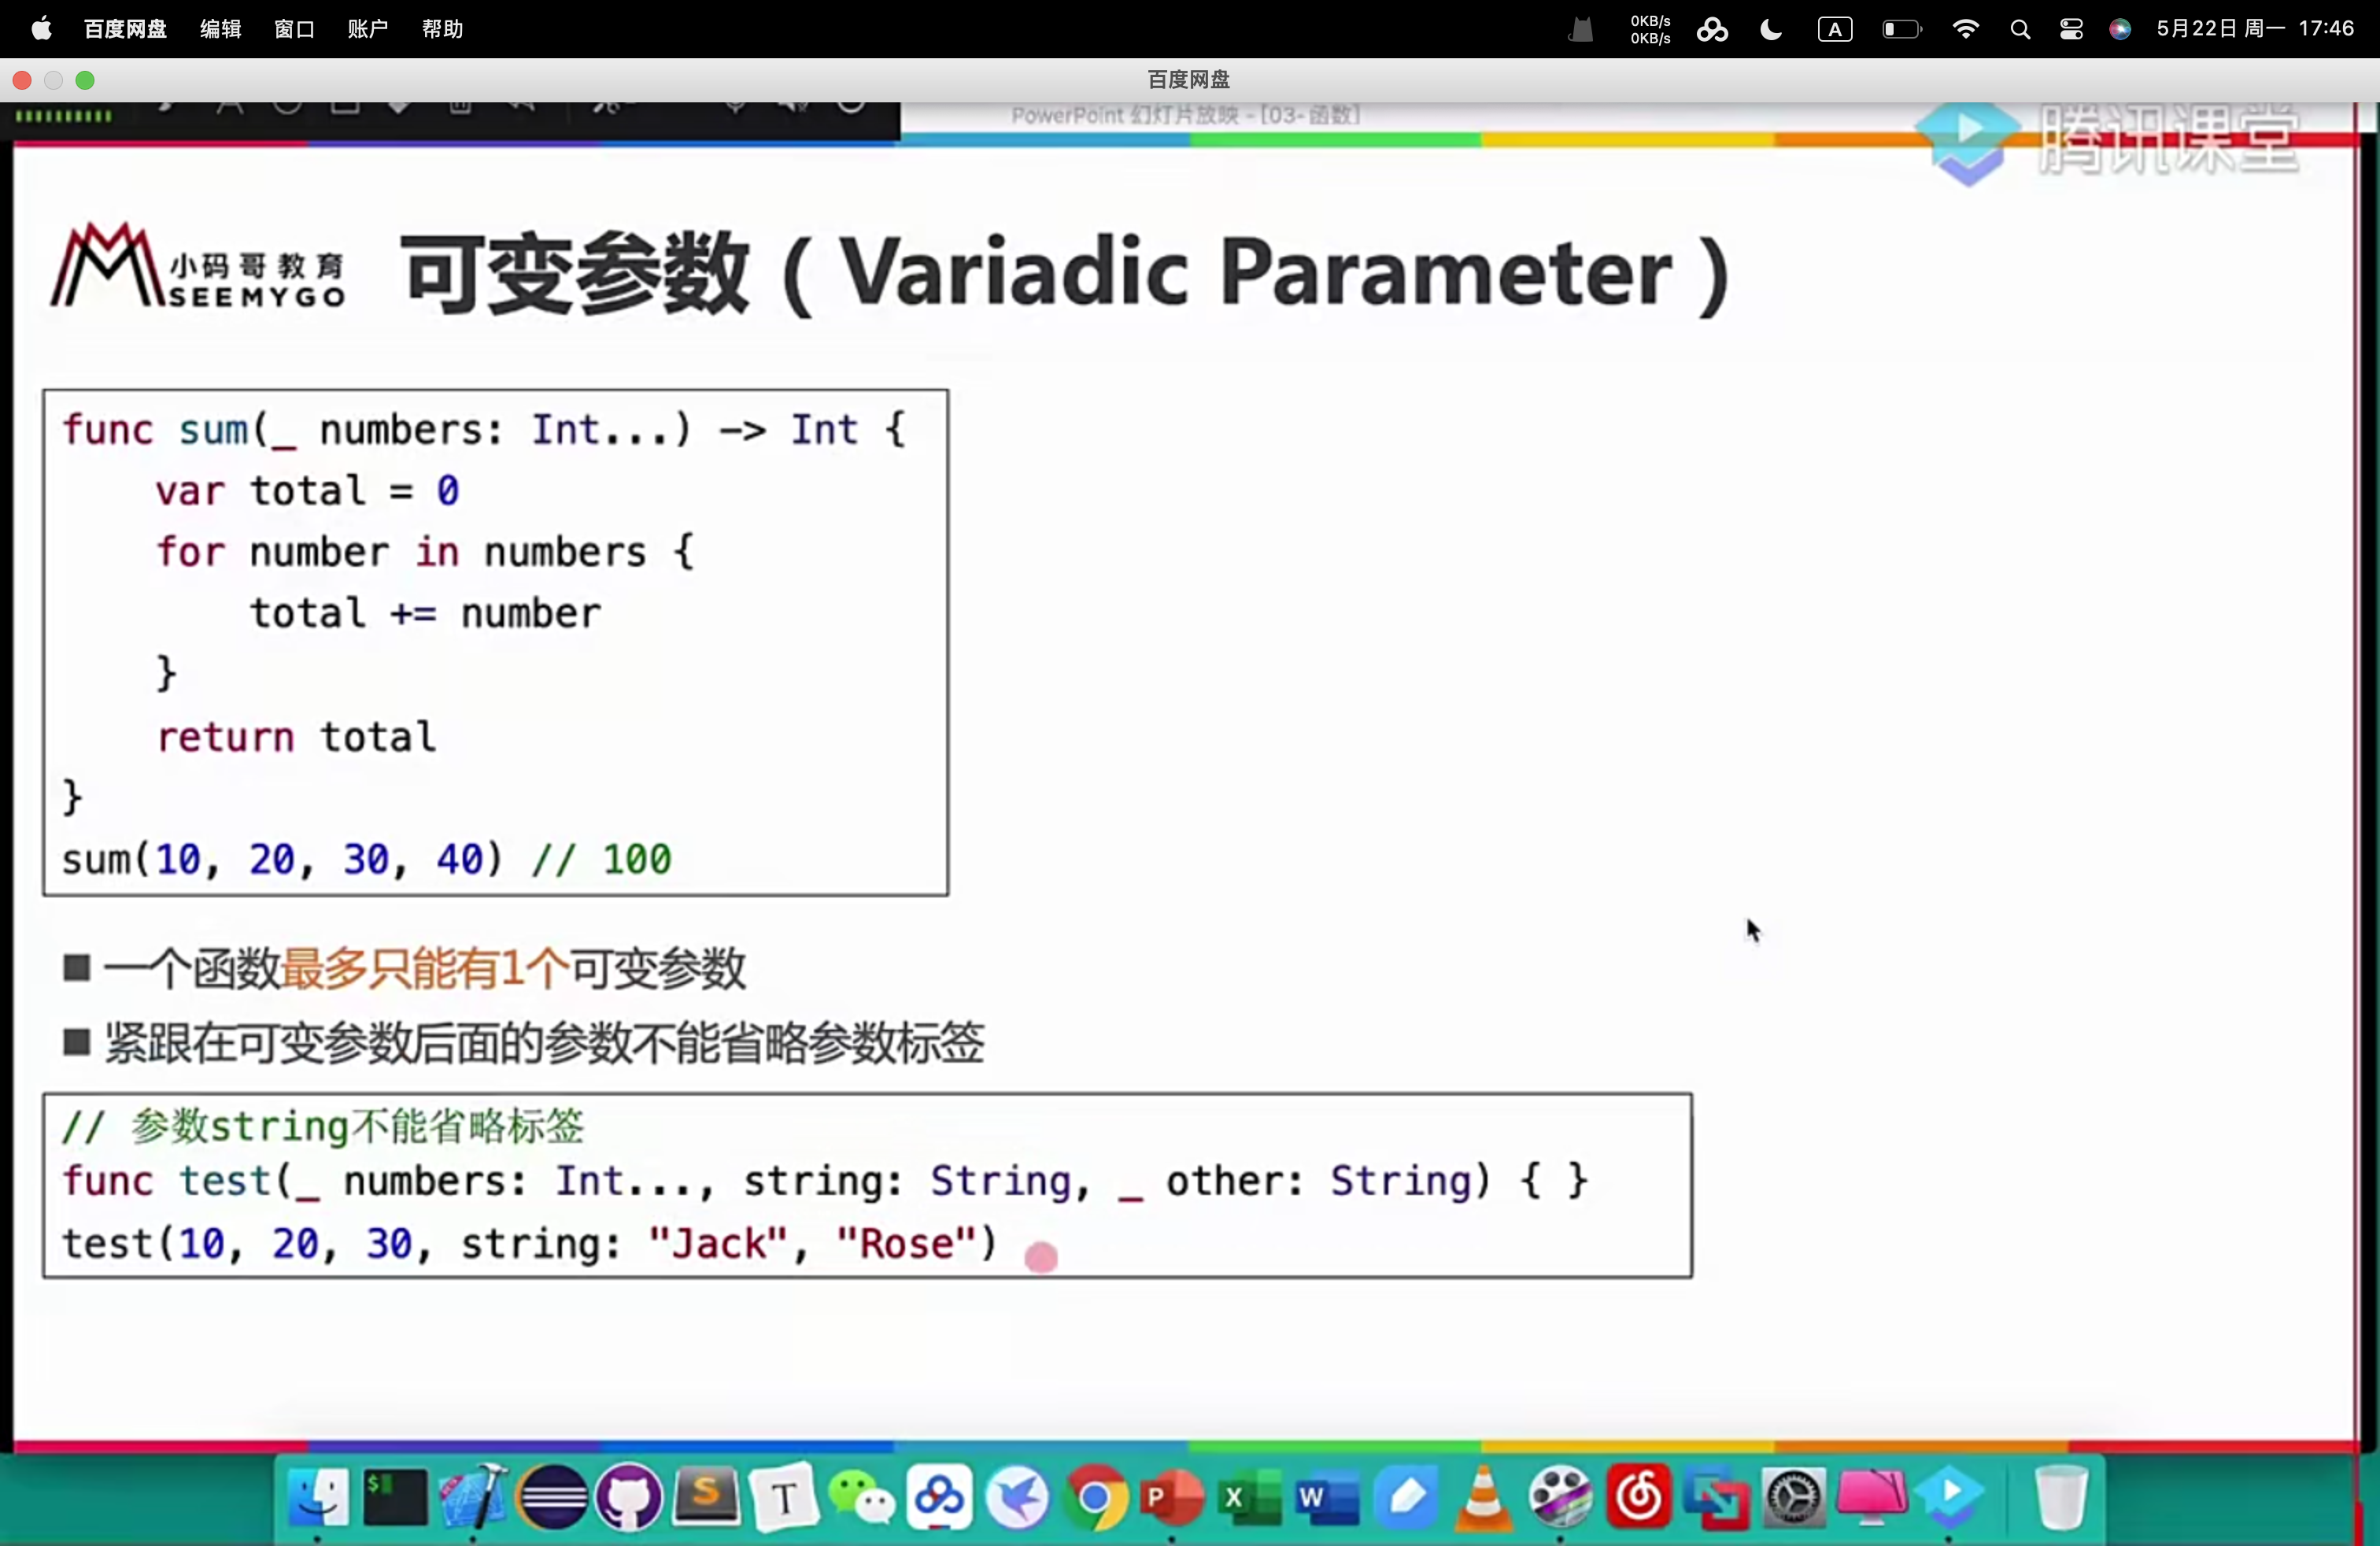 百度网盘 编辑 窗口 账户 帮助 0KB/s 0KB/s A 5月22日 周一 17:46
百度网盘
PowerPoint 幻灯片放映 - [03-函数]
腾讯课堂
小码哥教育
SEEMYGO
可变参数（Variadic Parameter）
func sum(_ numbers: Int...) -> Int {
    var total = 0
    for number in numbers {
        total += number
    }
    return total
}
sum(10, 20, 30, 40) // 100
■ 一个函数最多只能有1个可变参数
■ 紧跟在可变参数后面的参数不能省略参数标签
// 参数string不能省略标签
func test(_ numbers: Int..., string: String, _ other: String) { }
test(10, 20, 30, string: "Jack", "Rose")
$ S T P X W